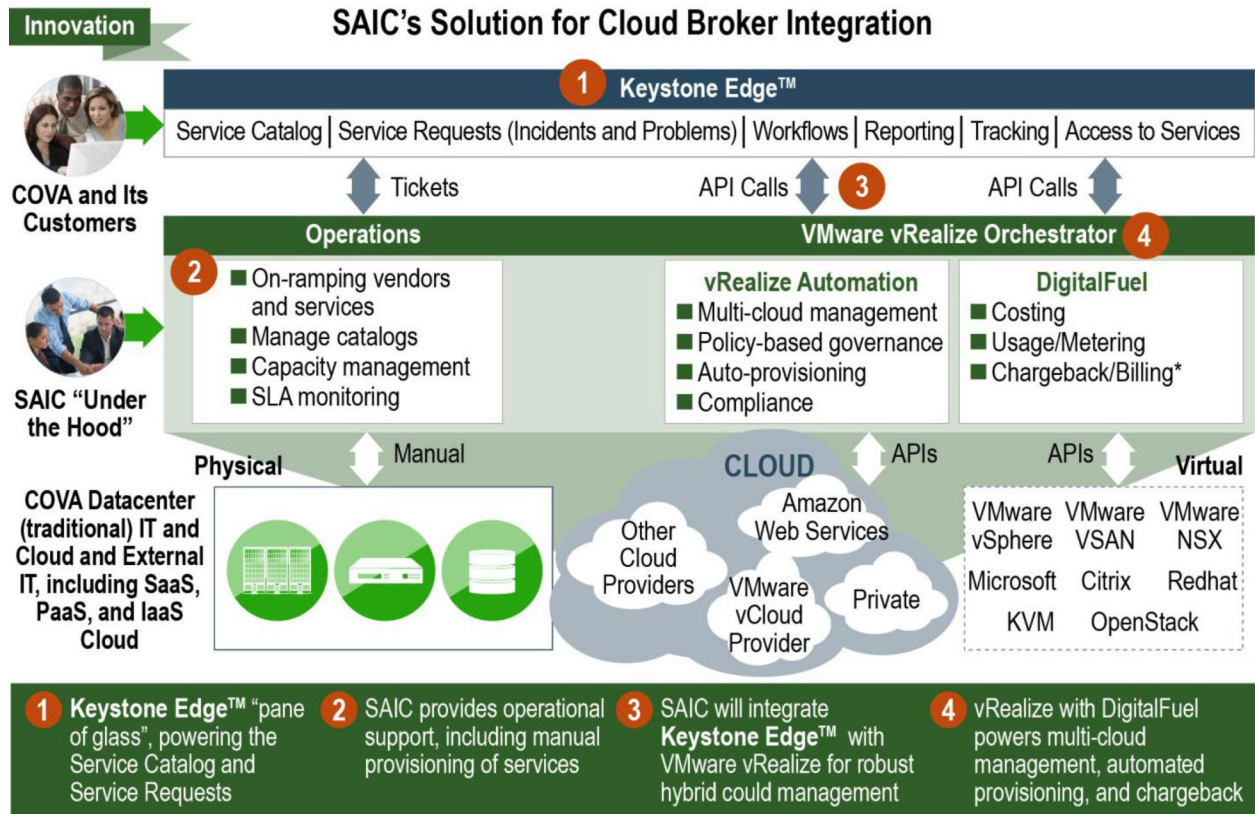 Innovation
SAIC's Solution for Cloud Broker Integration
1 Keystone Edge™
Service Catalog | Service Requests (Incidents and Problems) | Workflows | Reporting | Tracking | Access to Services
COVA and Its
Customers
Tickets
API Calls
3
API Calls
Operations
VMware vRealize Orchestrator 4
2
On-ramping vendors
and services
Manage catalogs
Capacity management
SLA monitoring
vRealize Automation
Multi-cloud management
Policy-based governance
Auto-provisioning
Compliance
DigitalFuel
Costing
Usage/Metering
Chargeback/Billing*
SAIC “Under
the Hood”
Physical
Manual
CLOUD
APIs
APIs
Virtual
COVA Datacenter
(traditional) IT and
Cloud and External
IT, including SaaS,
PaaS, and IaaS
Cloud
Other
Cloud
Providers
Amazon
Web Services
VMware
vCloud
Provider
Private
VMware
vSphere
VMware
VSAN
VMware
NSX
Microsoft
Citrix
Redhat
KVM
OpenStack
1 Keystone Edge™ “pane
of glass”, powering the
Service Catalog and
Service Requests
2 SAIC provides operational
support, including manual
provisioning of services
3 SAIC will integrate
Keystone Edge™ with
VMware vRealize for robust
hybrid could management
4 vRealize with DigitalFuel
powers multi-cloud
management, automated
provisioning, and chargeback